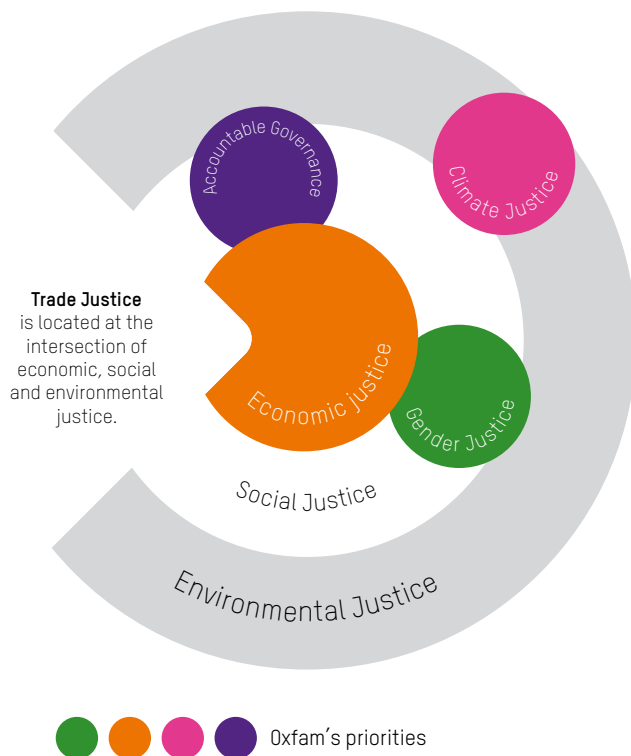 Accountable Governance
Climate Justice
Trade Justice
is located at the
intersection of
economic, social
and environmental
justice.
Economic justice
Gender Justice
Social Justice
Environmental Justice
Oxfam's priorities